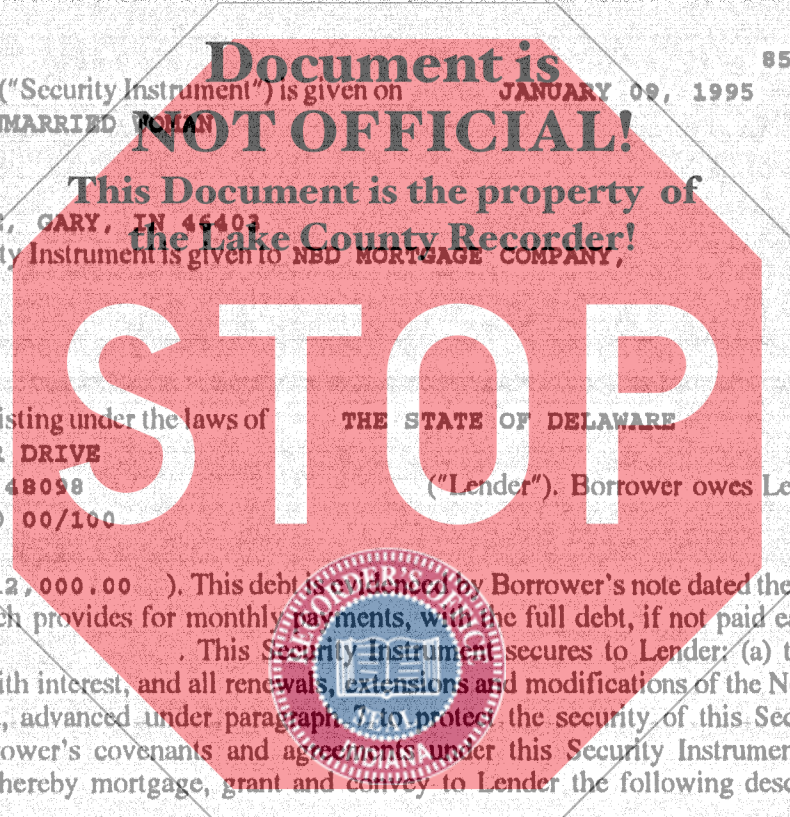 Document is
85
("Security Instrument") is given on JANUARY 09, 1995
MARRIED WOMAN
NOT OFFICIAL!
This Document is the property of
GARY, IN 46403
the Lake County Recorder!
ty Instrument is given to NBD MORTGAGE COMPANY,
STOP
isting under the laws of THE STATE OF DELAWARE
R DRIVE
48098 ("Lender"). Borrower owes Le
00/100
2,000.00 ). This debt is evidenced by Borrower's note dated the
ch provides for monthly payments, with the full debt, if not paid ea
. This Security Instrument secures to Lender: (a) t
ith interest, and all renewals, extensions and modifications of the N
, advanced under paragraph 7 to protect the security of this Sec
ower's covenants and agreements under this Security Instrumen
hereby mortgage, grant and convey to Lender the following desc
RECORDER'S OFFICE
SEAL
INDIANA